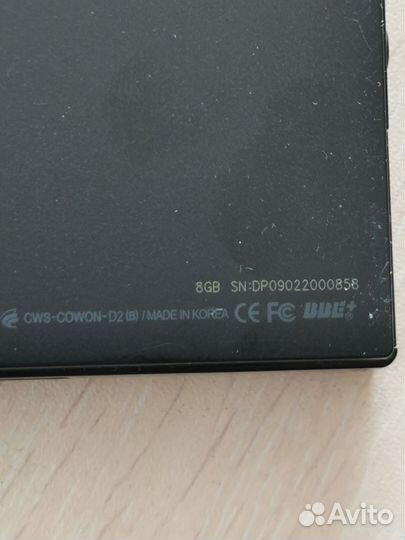 8GB SN:DP09022000858
CWS-COWON-D2(B) / MADE IN KOREA CE FC BBE+
Avito